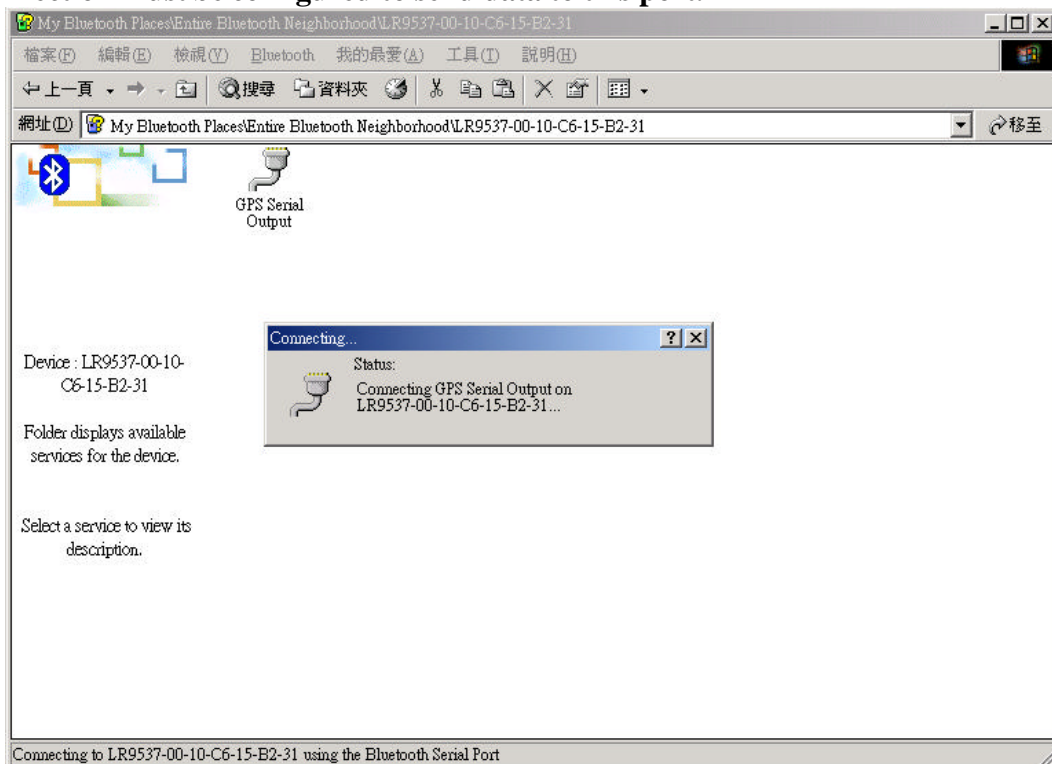 must be configured to send data to this port.
My Bluetooth Places\Entire Bluetooth Neighborhood\LR9537-00-10-C6-15-B2-31
檔案(F) 編輯(E) 檢視(V) Bluetooth 我的最愛(A) 工具(T) 說明(H)
上一頁 搜尋 資料夾
網址(D) My Bluetooth Places\Entire Bluetooth Neighborhood\LR9537-00-10-C6-15-B2-31 移至
GPS Serial
Output
Connecting...
Status:
Connecting GPS Serial Output on
LR9537-00-10-C6-15-B2-31...
Device : LR9537-00-10-
C6-15-B2-31
Folder displays available
services for the device.
Select a service to view its
description.
Connecting to LR9537-00-10-C6-15-B2-31 using the Bluetooth Serial Port